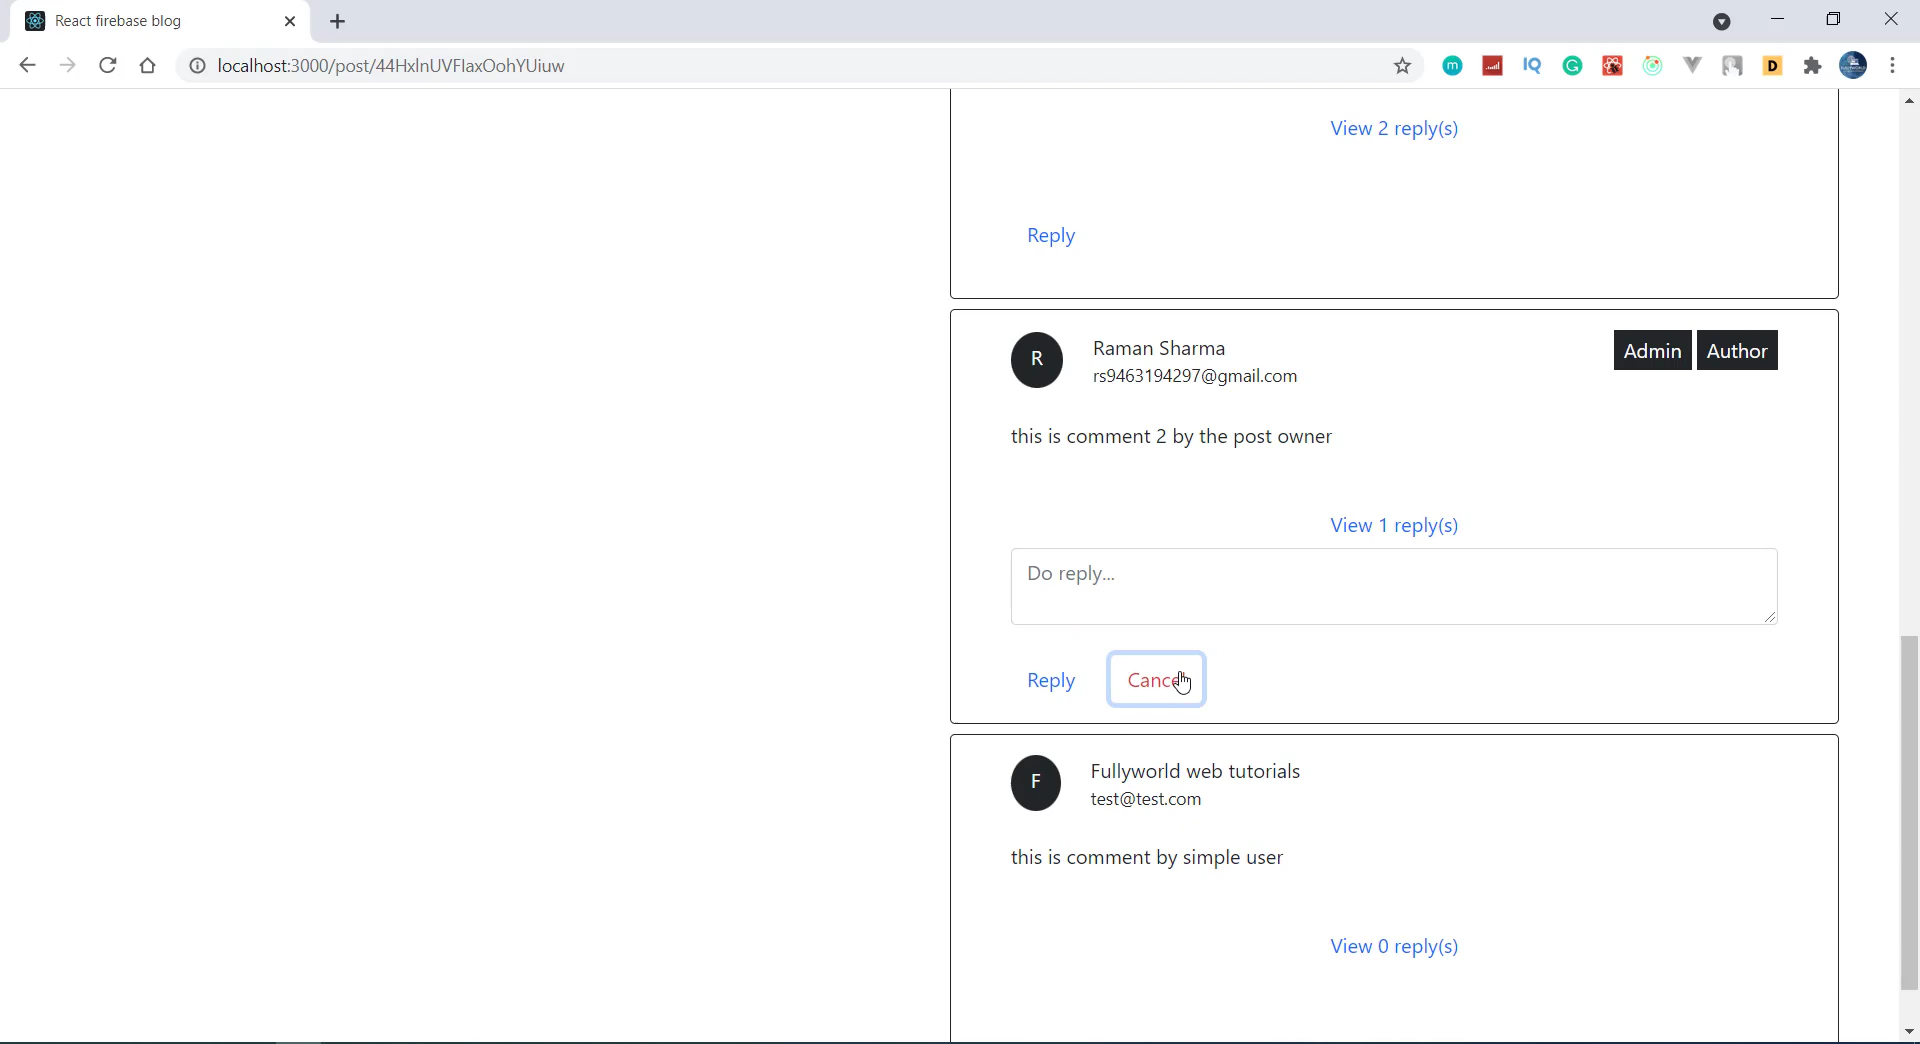 React firebase blog
localhost:3000/post/44HxlnUVFlaxOohYUiuw
m
IQ
G
D
View 2 reply(s)
Reply
R
Raman Sharma
rs9463194297@gmail.com
Admin Author
this is comment 2 by the post owner
View 1 reply(s)
Do reply...
Reply
F
Fullyworld web tutorials
test@test.com
this is comment by simple user
View 0 reply(s)